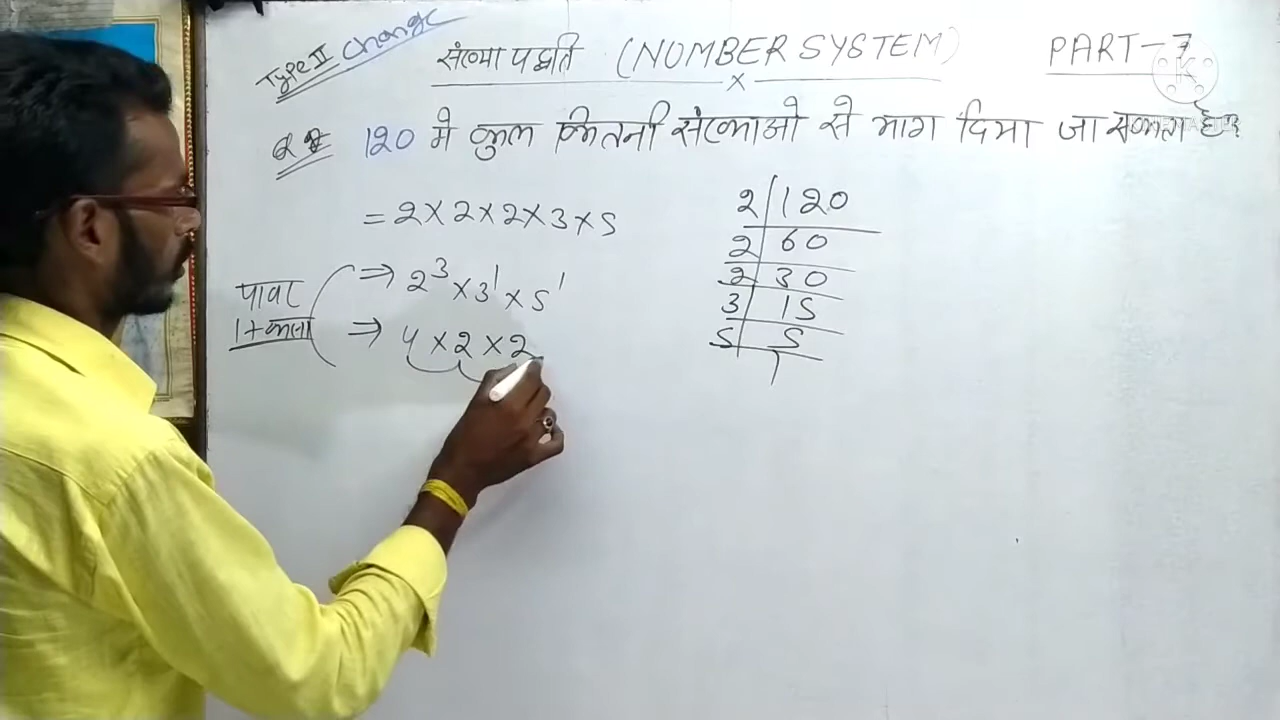 Type II Change
संख्या पद्धति (NUMBER SYSTEM) PART-7
120 मे कुल कितनी संख्याओ से भाग दिया जा सकता है
= 2×2×2×3×5
⇒ 2³×3¹×5¹
पावर
1+ करना
⇒ 4×2×2
2 | 120
2 | 60
2 | 30
3 | 15
5 | 5
1